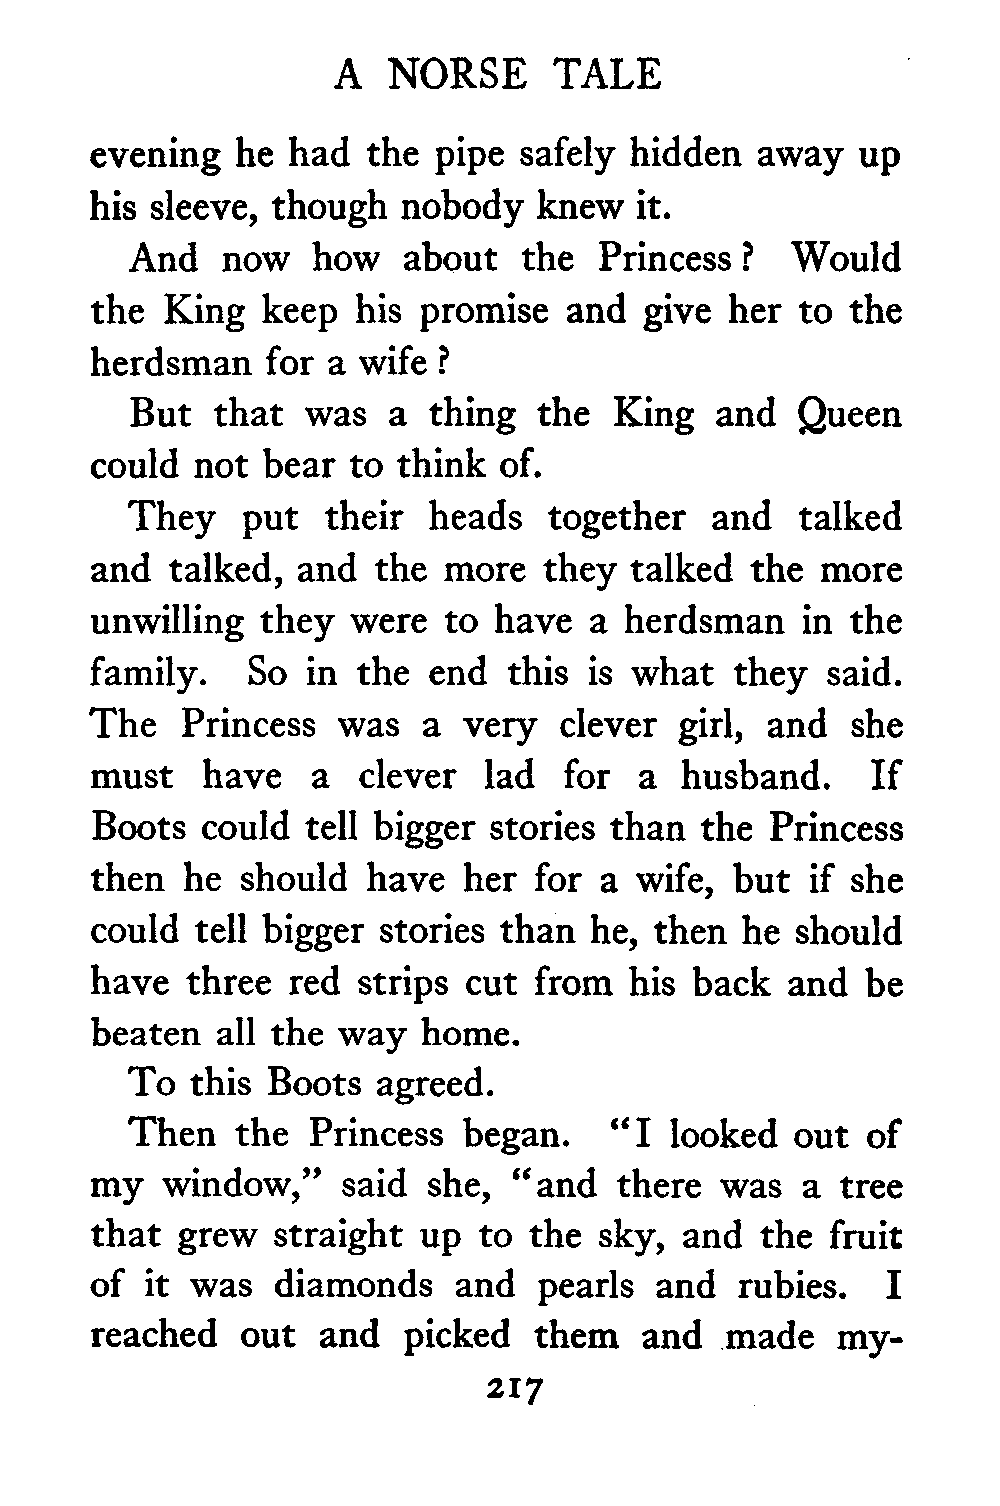 A NORSE TALE
evening he had the pipe safely hidden away up
his sleeve, though nobody knew it.
And now how about the Princess? Would
the King keep his promise and give her to the
herdsman for a wife?
But that was a thing the King and Queen
could not bear to think of.
They put their heads together and talked
and talked, and the more they talked the more
unwilling they were to have a herdsman in the
family. So in the end this is what they said.
The Princess was a very clever girl, and she
must have a clever lad for a husband. If
Boots could tell bigger stories than the Princess
then he should have her for a wife, but if she
could tell bigger stories than he, then he should
have three red strips cut from his back and be
beaten all the way home.
To this Boots agreed.
Then the Princess began. "I looked out of
my window," said she, "and there was a tree
that grew straight up to the sky, and the fruit
of it was diamonds and pearls and rubies. I
reached out and picked them and made my-
217